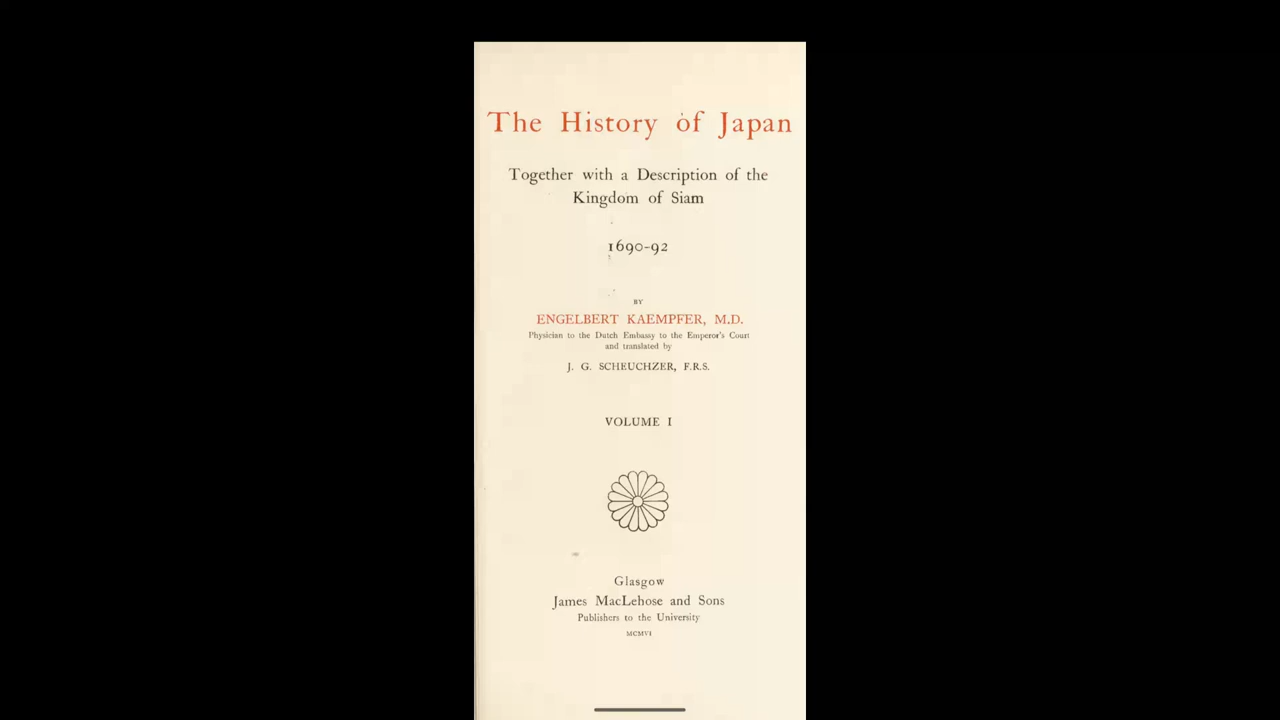 The History of Japan
Together with a Description of the
Kingdom of Siam
1690-92
BY
ENGELBERT KAEMPFER, M.D.
Physician to the Dutch Embassy to the Emperor's Court
and translated by
J. G. SCHEUCHZER, F.R.S.
VOLUME I
Glasgow
James MacLehose and Sons
Publishers to the University
MCMVI